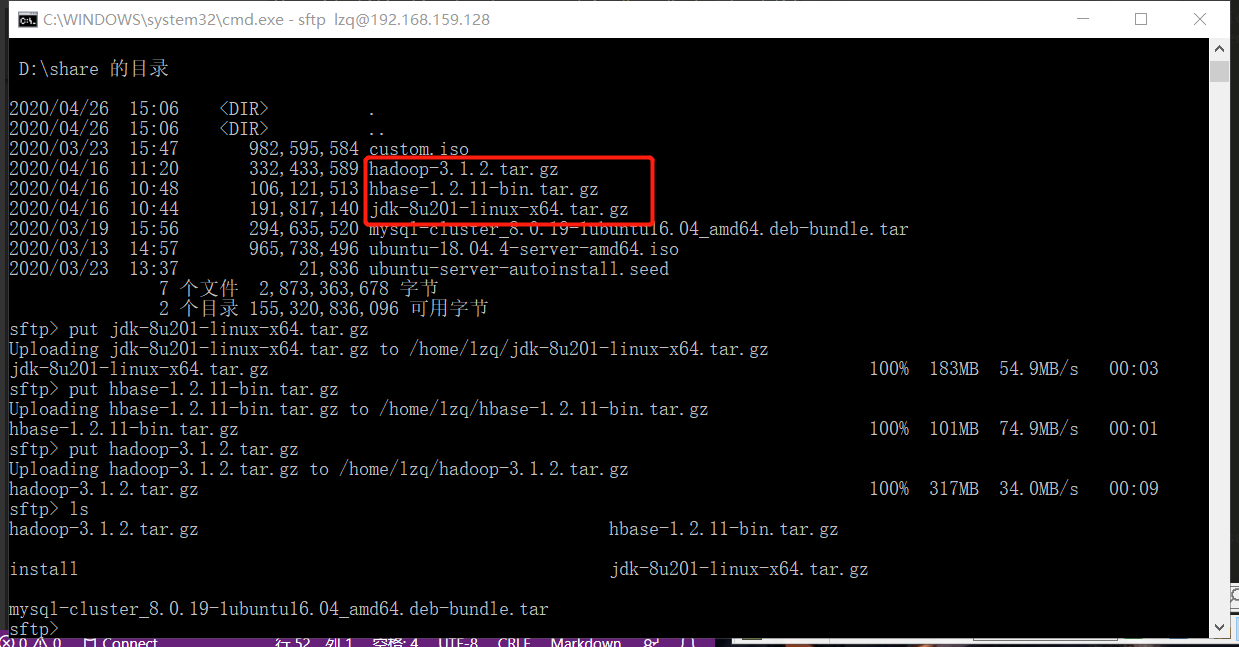 C:\WINDOWS\system32\cmd.exe - sftp lzq@192.168.159.128
D:\share 的目录
2020/04/26 15:06 <DIR> .
2020/04/26 15:06 <DIR> ..
2020/03/23 15:47 982,595,584 custom.iso
2020/04/16 11:20 332,433,589 hadoop-3.1.2.tar.gz
2020/04/16 10:48 106,121,513 hbase-1.2.11-bin.tar.gz
2020/04/16 10:44 191,817,140 jdk-8u201-linux-x64.tar.gz
2020/03/19 15:56 294,635,520 mysql-cluster_8.0.19-1ubuntu16.04_amd64.deb-bundle.tar
2020/03/13 14:57 965,738,496 ubuntu-18.04.4-server-amd64.iso
2020/03/23 13:37 21,836 ubuntu-server-autoinstall.seed
7 个文件 2,873,363,678 字节
2 个目录 155,320,836,096 可用字节
sftp> put jdk-8u201-linux-x64.tar.gz
Uploading jdk-8u201-linux-x64.tar.gz to /home/lzq/jdk-8u201-linux-x64.tar.gz
jdk-8u201-linux-x64.tar.gz 100% 183MB 54.9MB/s 00:03
sftp> put hbase-1.2.11-bin.tar.gz
Uploading hbase-1.2.11-bin.tar.gz to /home/lzq/hbase-1.2.11-bin.tar.gz
hbase-1.2.11-bin.tar.gz 100% 101MB 74.9MB/s 00:01
sftp> put hadoop-3.1.2.tar.gz
Uploading hadoop-3.1.2.tar.gz to /home/lzq/hadoop-3.1.2.tar.gz
hadoop-3.1.2.tar.gz 100% 317MB 34.0MB/s 00:09
sftp> ls
hadoop-3.1.2.tar.gz hbase-1.2.11-bin.tar.gz
install jdk-8u201-linux-x64.tar.gz
mysql-cluster_8.0.19-1ubuntu16.04_amd64.deb-bundle.tar
sftp>
0 0 Connect 行 52 列 1 空格: 4 UTF-8 CRLF Markdown